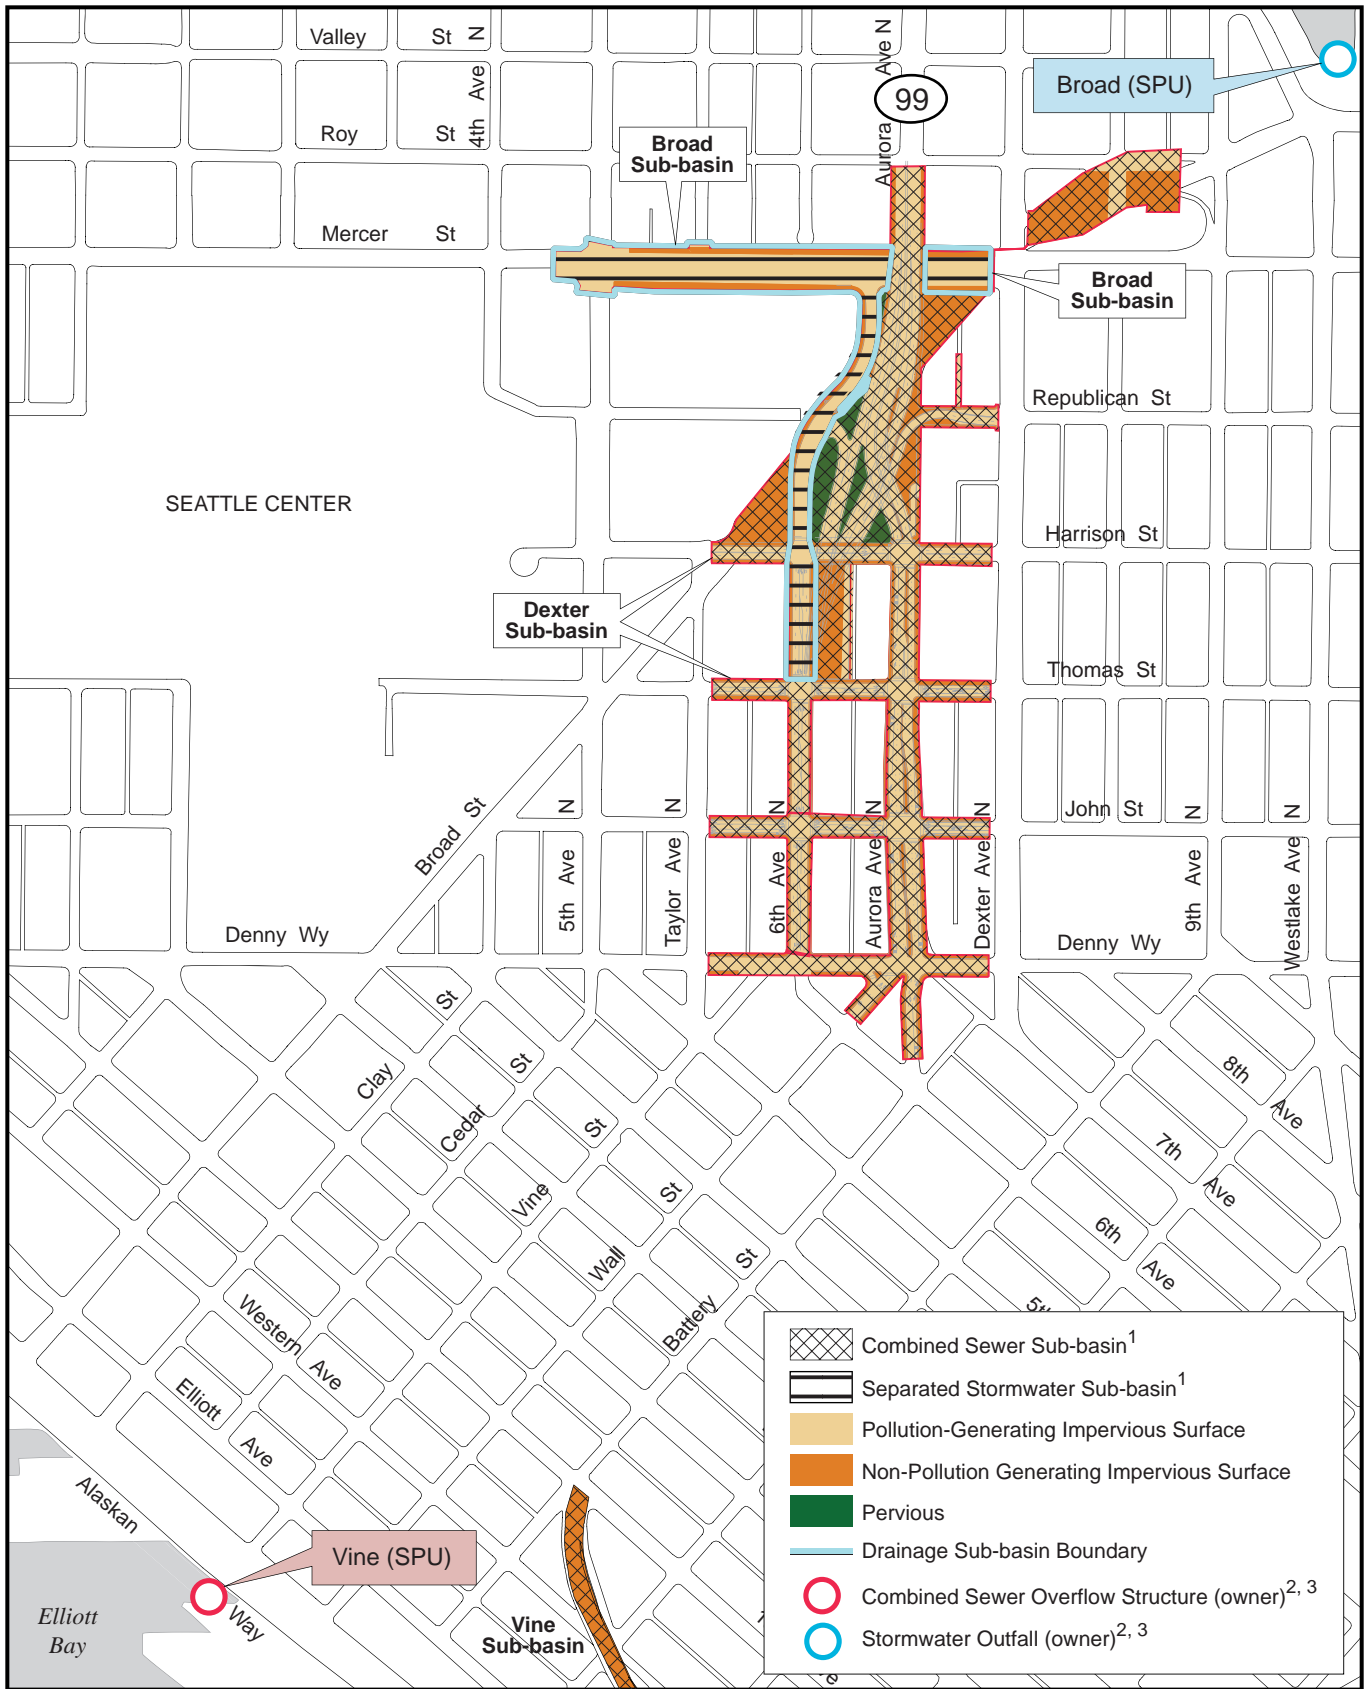 Valley St
4th Ave N
Aurora Ave N
99
Broad (SPU)
Roy St
Broad
Sub-basin
Mercer St
Broad
Sub-basin
Republican St
SEATTLE CENTER
Harrison St
Dexter
Sub-basin
Thomas St
John St
Broad St
5th Ave N
Taylor Ave N
6th Ave N
Aurora Ave N
Dexter Ave N
9th Ave N
Westlake Ave N
Denny Wy
Denny Wy
Clay St
Cedar St
Vine St
Wall St
Battery St
8th Ave
7th Ave
6th Ave
Western Ave
Elliott Ave
Alaskan Way
Vine (SPU)
Elliott
Bay
Vine
Sub-basin
Combined Sewer Sub-basin1
Separated Stormwater Sub-basin1
Pollution-Generating Impervious Surface
Non-Pollution Generating Impervious Surface
Pervious
Drainage Sub-basin Boundary
Combined Sewer Overflow Structure (owner)2, 3
Stormwater Outfall (owner)2, 3